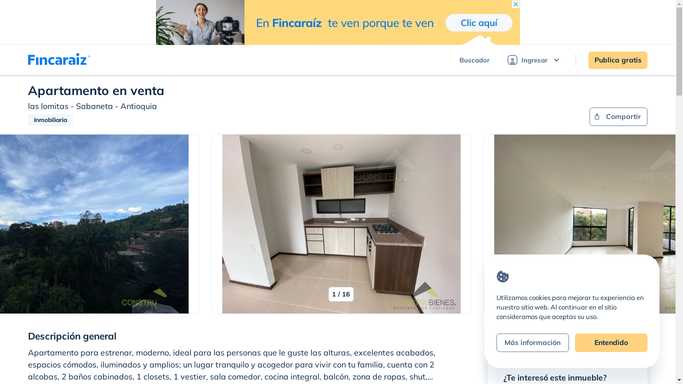 En Fincaraíz te ven porque te ven
Clic aquí
Fincaraíz
Buscador
Ingresar
Publica gratis
Apartamento en venta
las lomitas - Sabaneta - Antioquia
Inmobiliaria
Compartir
CONSTRU
BIENES.
1 / 16
Utilizamos cookies para mejorar tu experiencia en
nuestro sitio web. Al continuar en el sitio
consideramos que aceptas su uso.
Más información
Entendido
Descripción general
Apartamento para estrenar, moderno, ideal para las personas que le guste las alturas, excelentes acabados,
espacios cómodos, iluminados y amplios; un lugar tranquilo y acogedor para vivir con tu familia, cuenta con 2
alcobas, 2 baños cabinados, 1 closets, 1 vestier, sala comedor, cocina integral, balcón, zona de ropas, shut,...
¿Te interesó este inmueble?